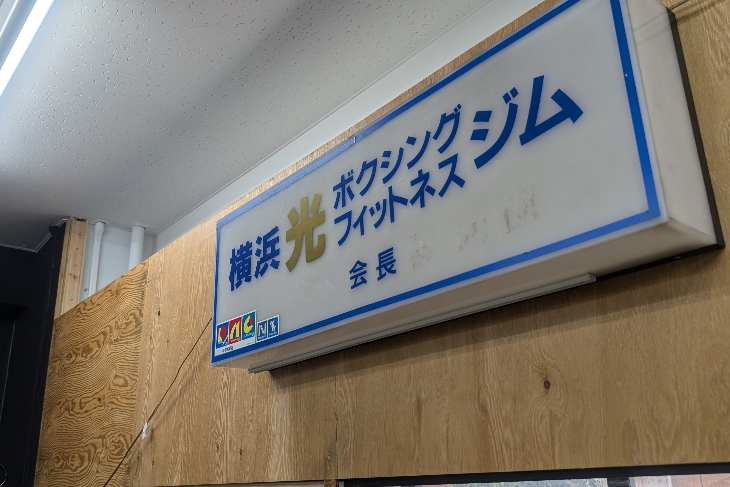 横浜光ボクシング
フィットネスジム
会長